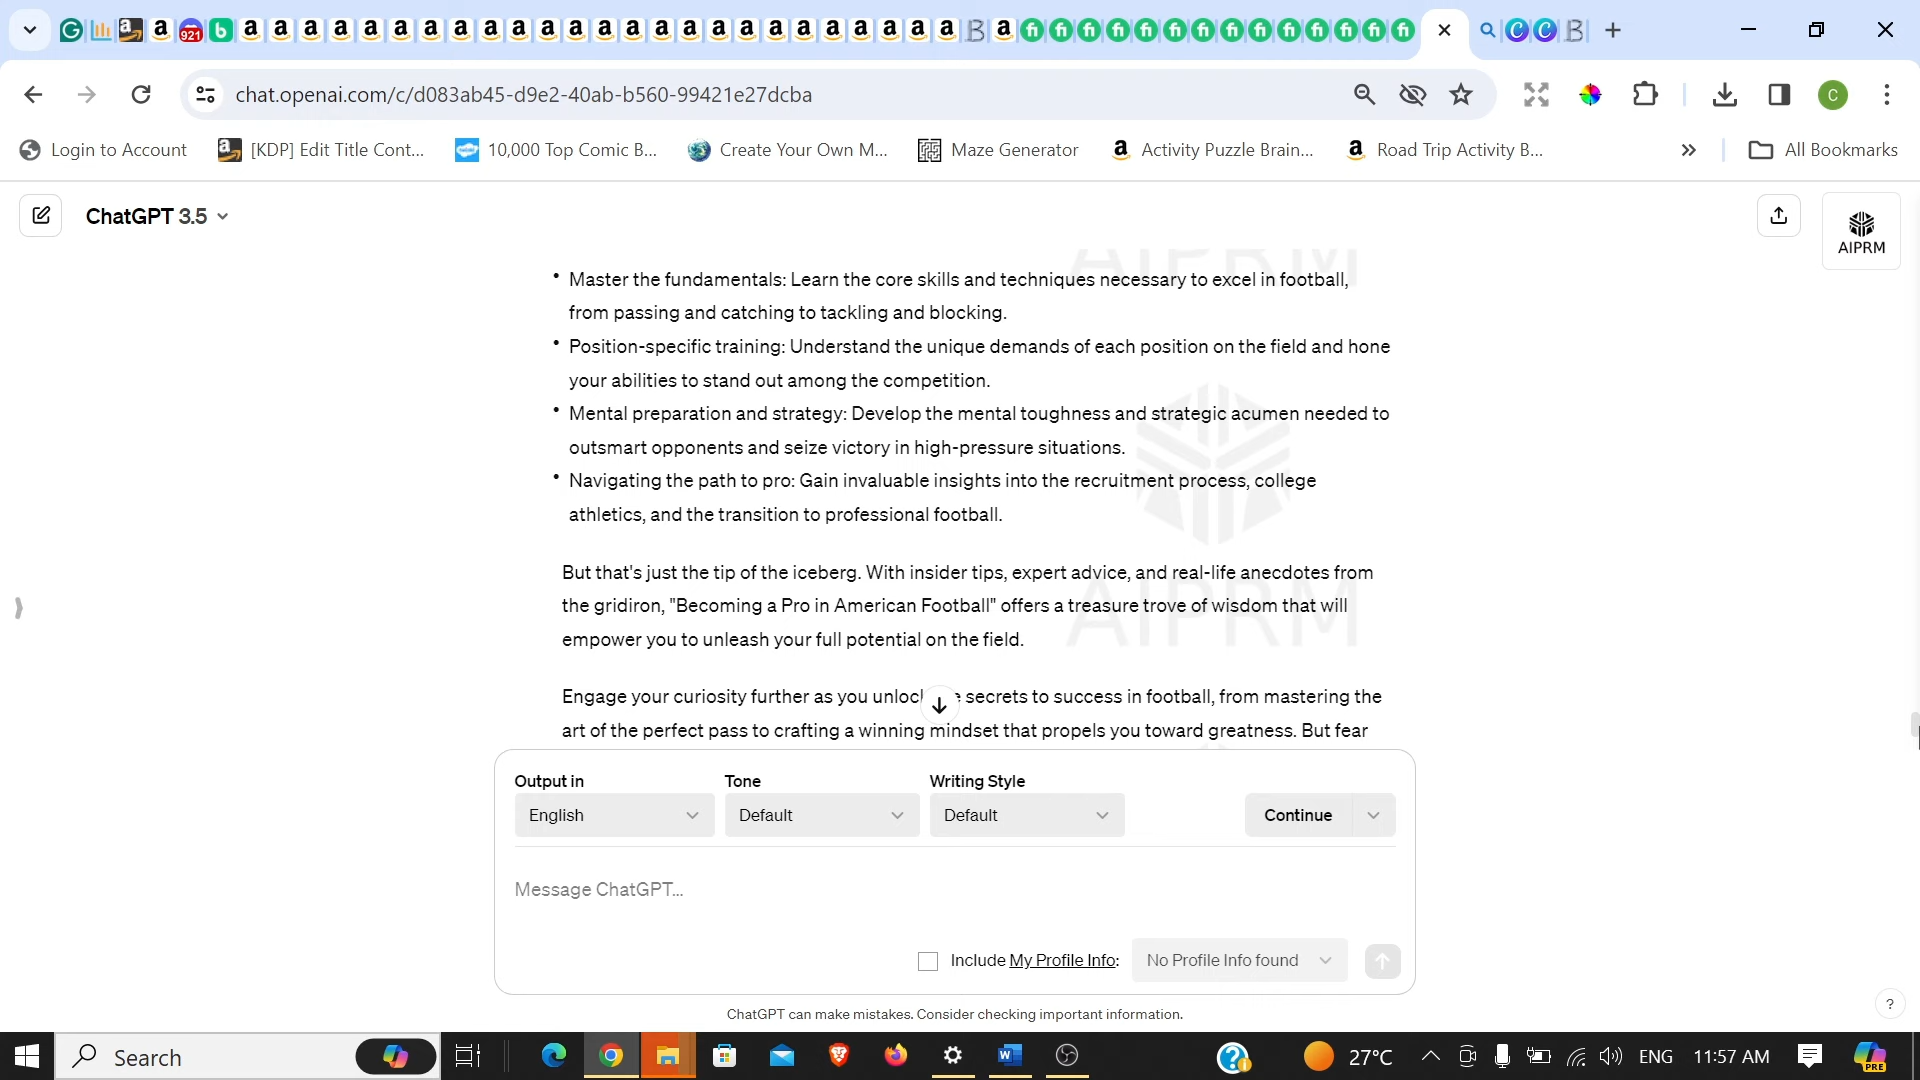 921
chat.openai.com/c/d083ab45-d9e2-40ab-b560-99421e27dcba
C
Login to Account
[KDP] Edit Title Cont...
10,000 Top Comic B...
Create Your Own M...
Maze Generator
Activity Puzzle Brain...
Road Trip Activity B...
All Bookmarks
ChatGPT 3.5
AIPRM
• Master the fundamentals: Learn the core skills and techniques necessary to excel in football,
from passing and catching to tackling and blocking.
• Position-specific training: Understand the unique demands of each position on the field and hone
your abilities to stand out among the competition.
• Mental preparation and strategy: Develop the mental toughness and strategic acumen needed to
outsmart opponents and seize victory in high-pressure situations.
• Navigating the path to pro: Gain invaluable insights into the recruitment process, college
athletics, and the transition to professional football.
But that's just the tip of the iceberg. With insider tips, expert advice, and real-life anecdotes from
the gridiron, "Becoming a Pro in American Football" offers a treasure trove of wisdom that will
empower you to unleash your full potential on the field.
AIPRM
Engage your curiosity further as you unlock secrets to success in football, from mastering the
art of the perfect pass to crafting a winning mindset that propels you toward greatness. But fear
Output in
Tone
Writing Style
English
Default
Default
Continue
Message ChatGPT...
Include My Profile Info:
No Profile Info found
ChatGPT can make mistakes. Consider checking important information.
?
Search
27°C
ENG
11:57 AM
PRE